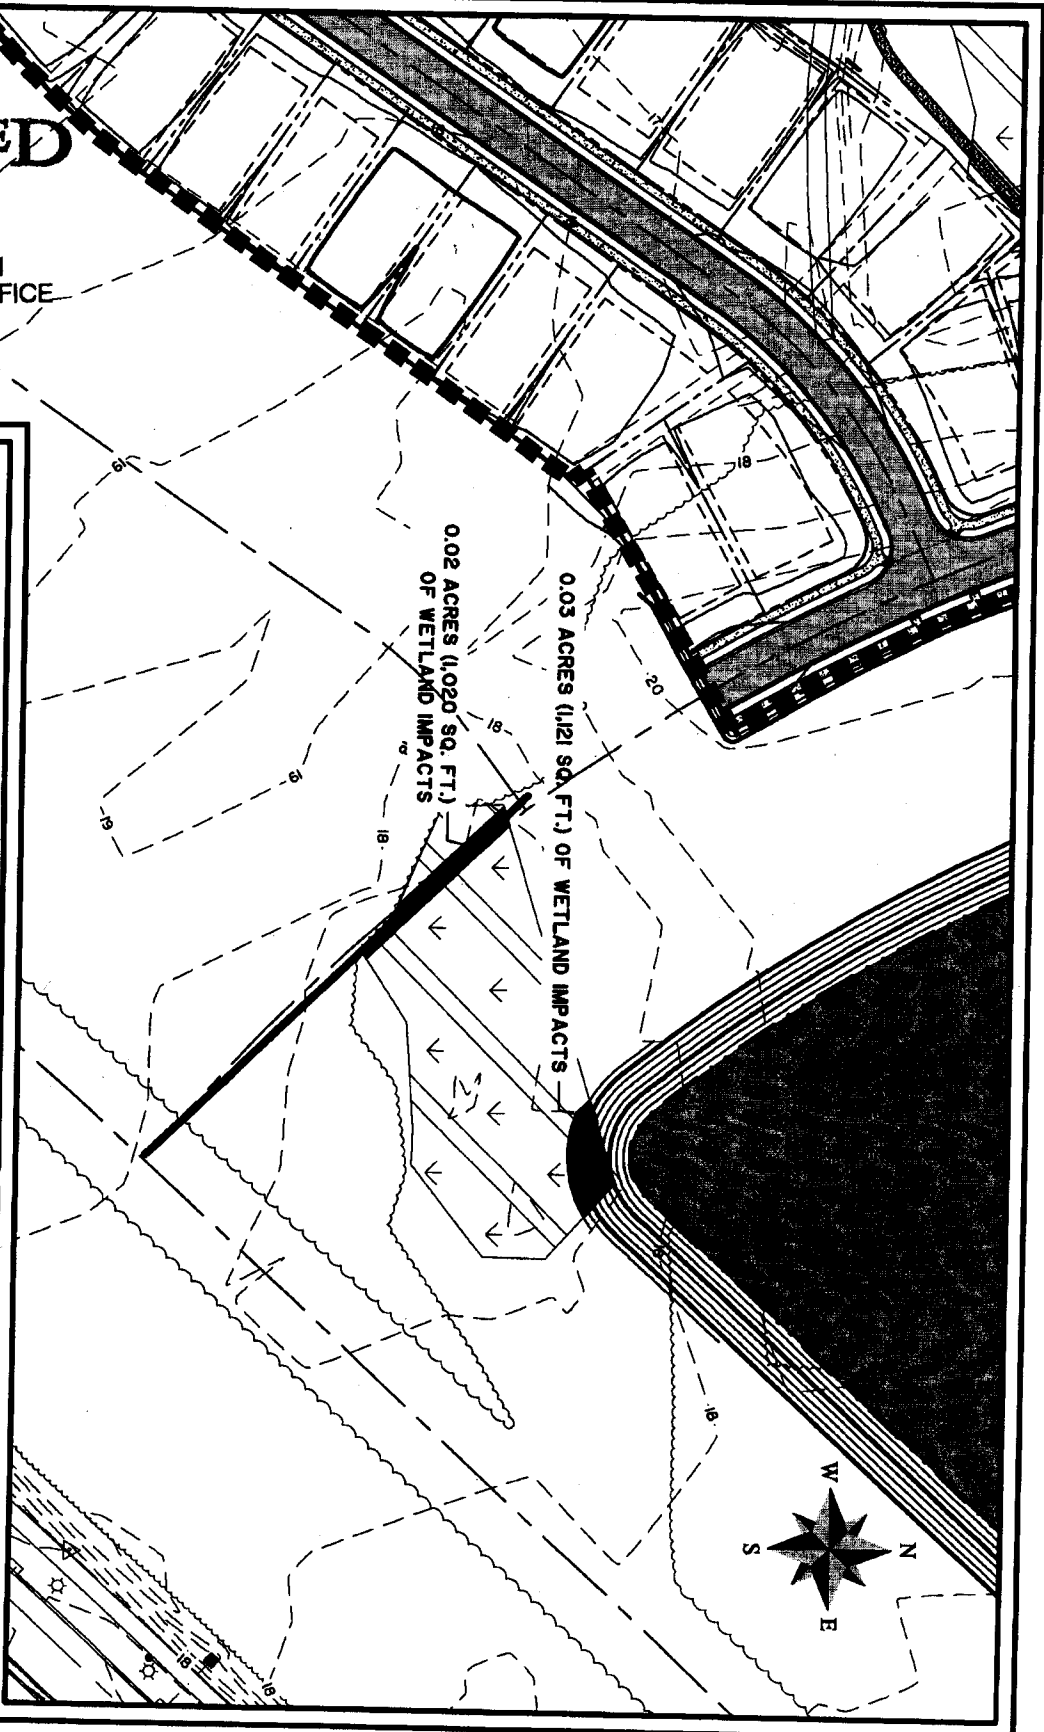 ED
FICE
0.02 ACRES (1,020 SQ. FT.)
OF WETLAND IMPACTS
0.03 ACRES (1,121 SQ. FT.) OF WETLAND IMPACTS
18
20
18
18
19
19
19
18
18
18
N
W
E
S